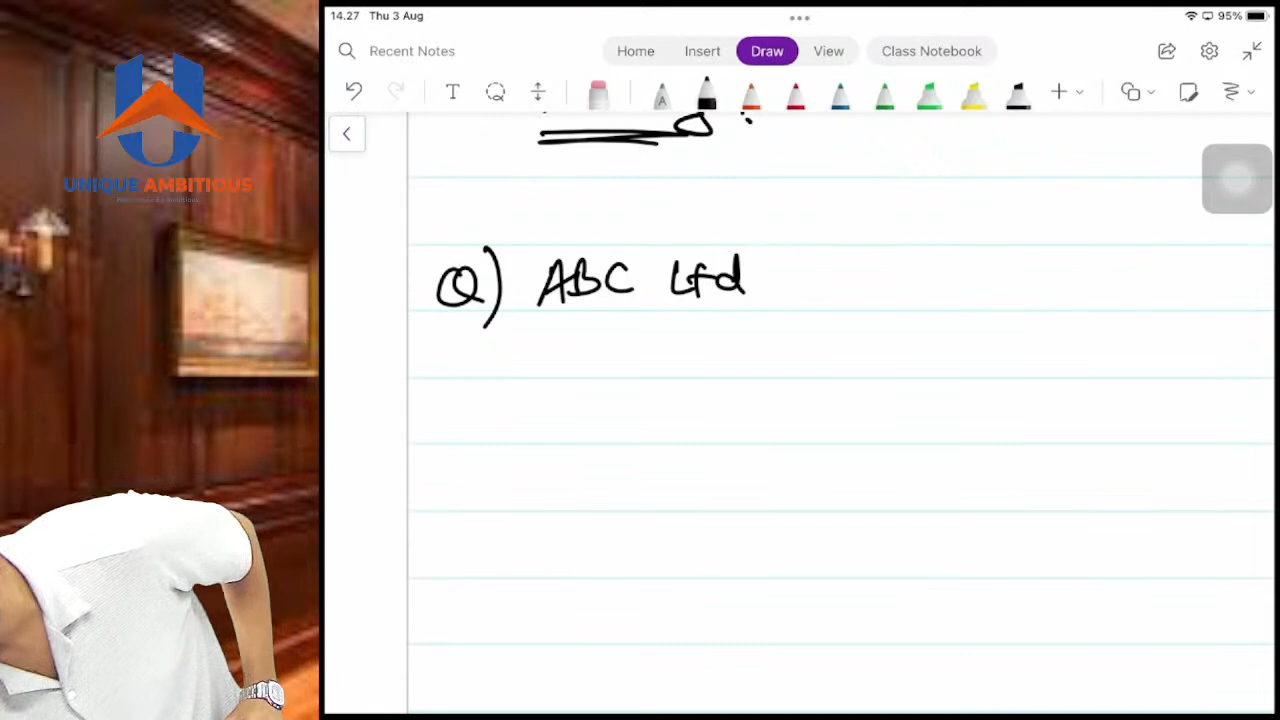 14.27 Thu 3 Aug
95%
Recent Notes
Home Insert Draw View Class Notebook
T
A
UNIQUE AMBITIOUS
Q) ABC Ltd